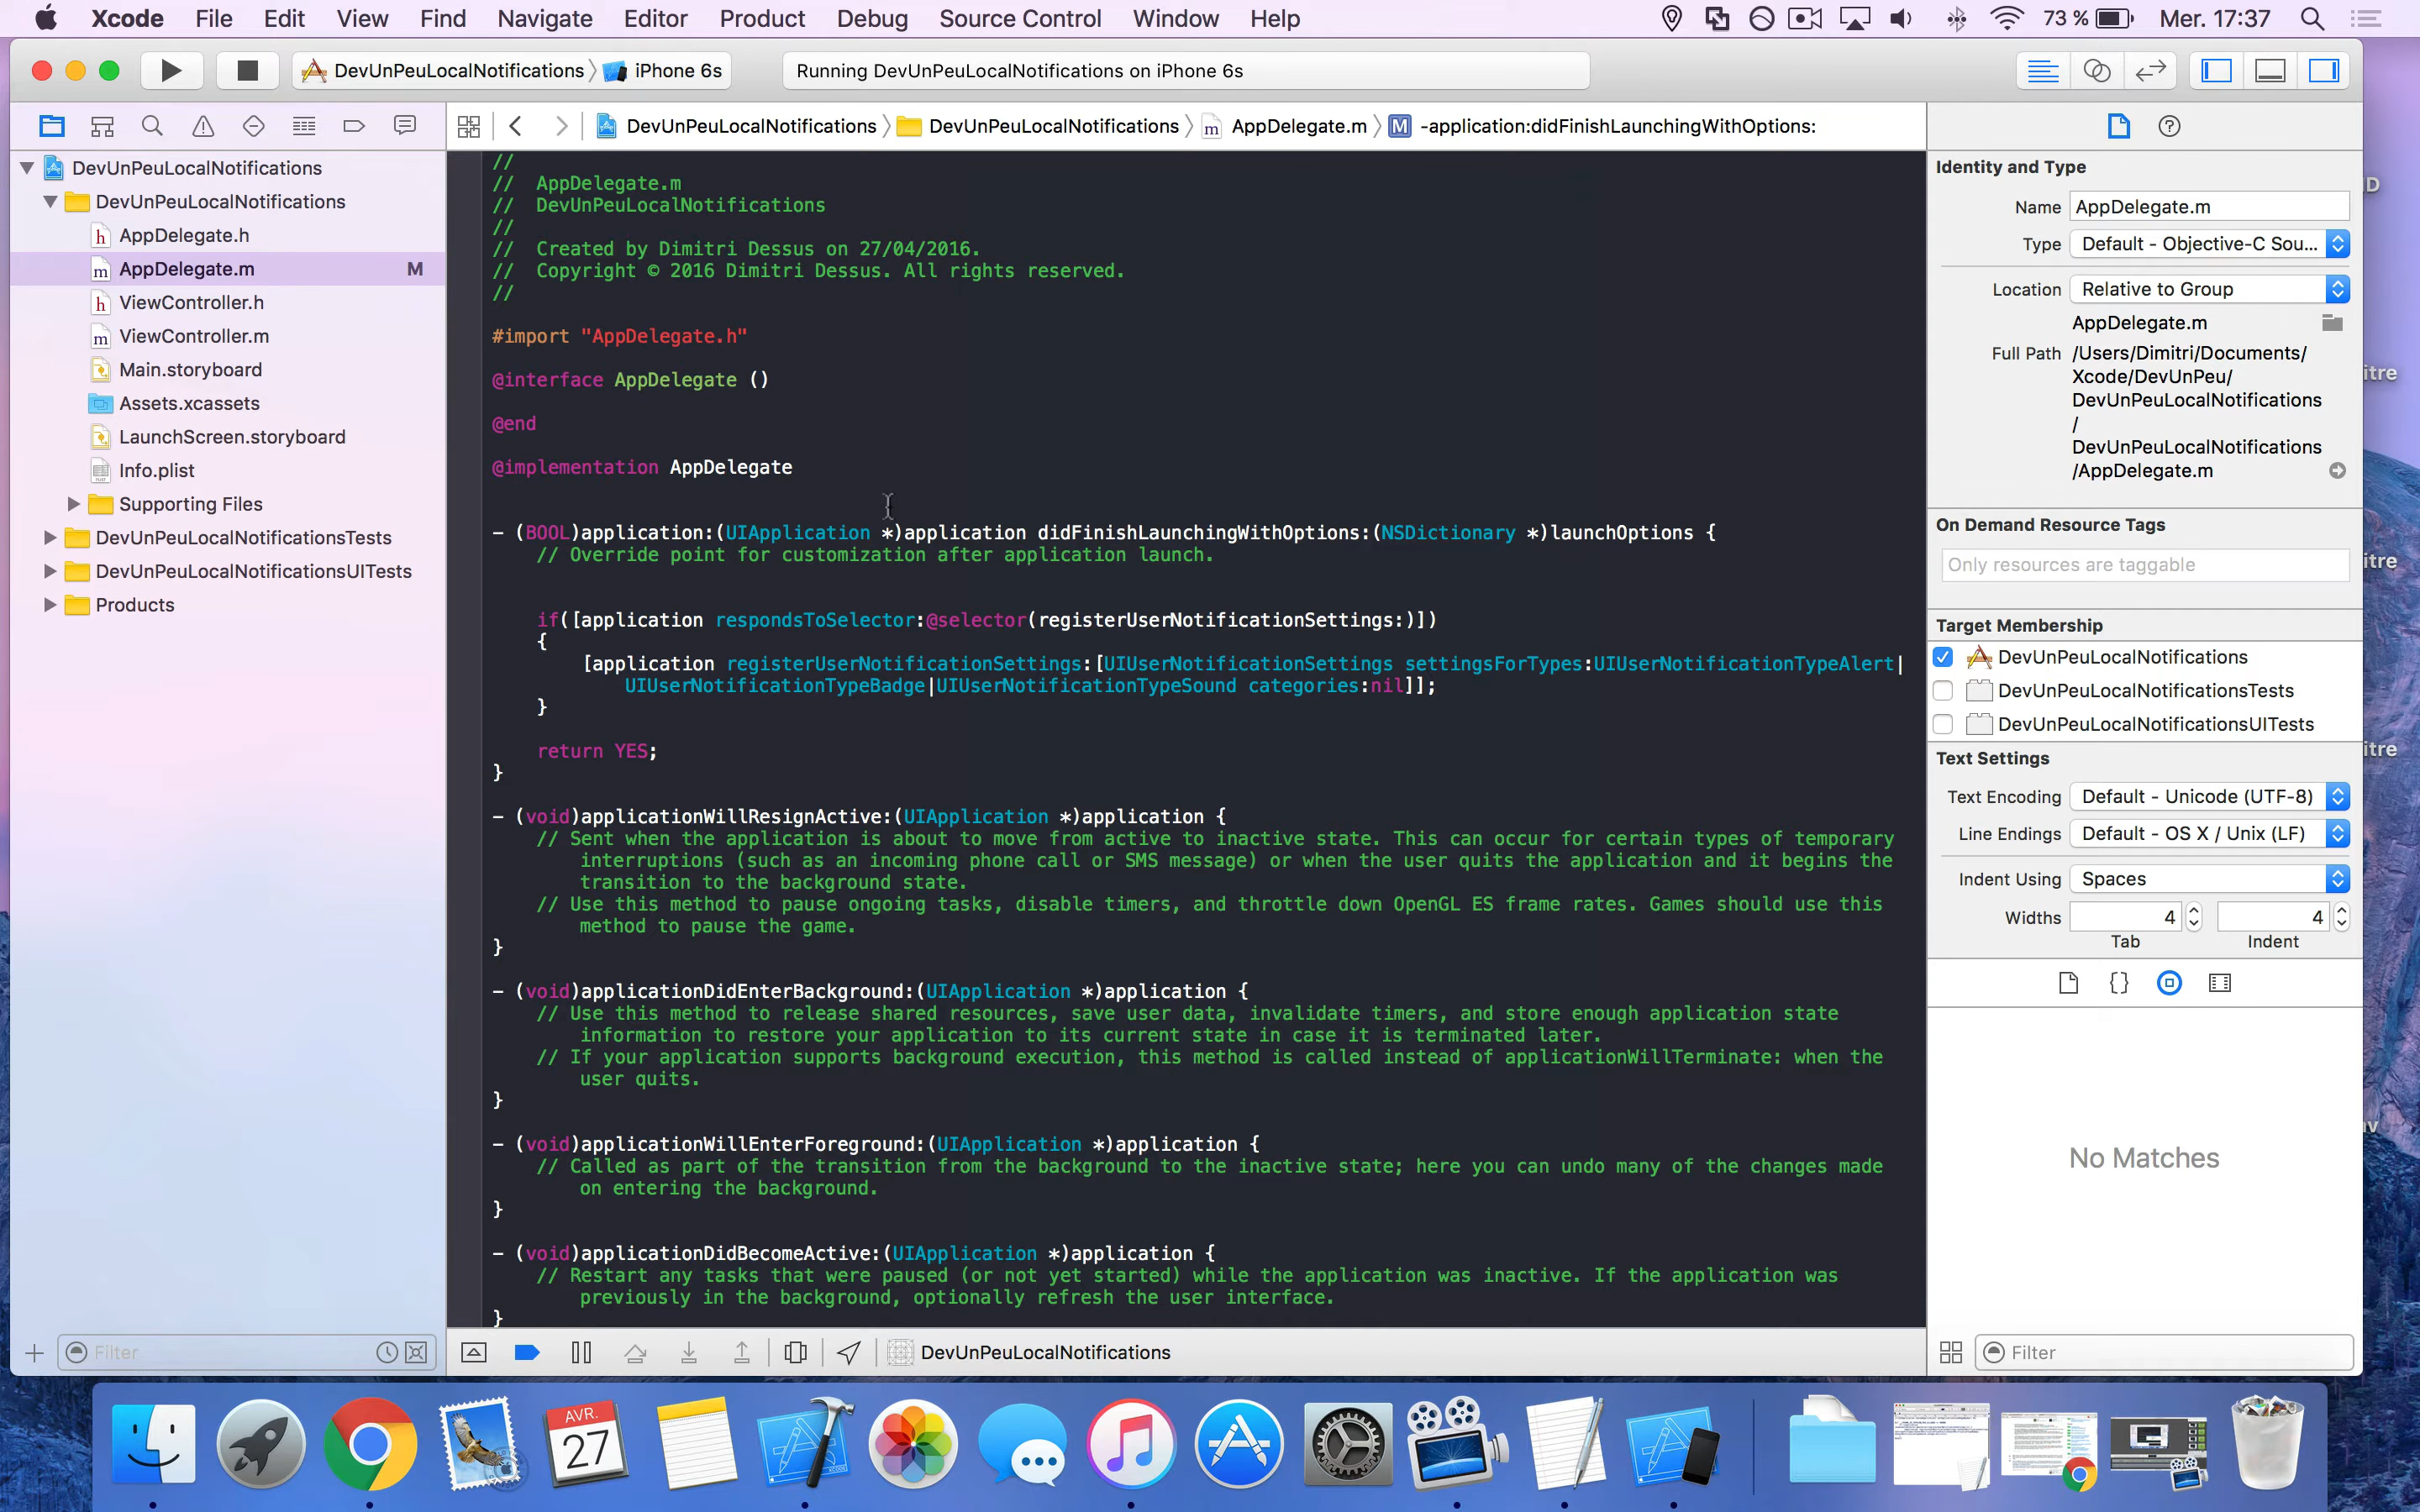 Xcode File Edit View Find Navigate Editor Product Debug Source Control Window Help 73 % Mer. 17:37
DevUnPeuLocalNotifications iPhone 6s Running DevUnPeuLocalNotifications on iPhone 6s
DevUnPeuLocalNotifications DevUnPeuLocalNotifications m AppDelegate.m M -application:didFinishLaunchingWithOptions:
DevUnPeuLocalNotifications
DevUnPeuLocalNotifications
h AppDelegate.h
m AppDelegate.m M
h ViewController.h
m ViewController.m
Main.storyboard
Assets.xcassets
LaunchScreen.storyboard
Info.plist
Supporting Files
DevUnPeuLocalNotificationsTests
DevUnPeuLocalNotificationsUITests
Products
Filter
//
// AppDelegate.m
// DevUnPeuLocalNotifications
//
// Created by Dimitri Dessus on 27/04/2016.
// Copyright © 2016 Dimitri Dessus. All rights reserved.
//
#import "AppDelegate.h"
@interface AppDelegate ()
@end
@implementation AppDelegate
- (BOOL)application:(UIApplication *)application didFinishLaunchingWithOptions:(NSDictionary *)launchOptions {
// Override point for customization after application launch.
if([application respondsToSelector:@selector(registerUserNotificationSettings:)])
{
[application registerUserNotificationSettings:[UIUserNotificationSettings settingsForTypes:UIUserNotificationTypeAlert|
UIUserNotificationTypeBadge|UIUserNotificationTypeSound categories:nil]];
}
return YES;
}
- (void)applicationWillResignActive:(UIApplication *)application {
// Sent when the application is about to move from active to inactive state. This can occur for certain types of temporary
interruptions (such as an incoming phone call or SMS message) or when the user quits the application and it begins the
transition to the background state.
// Use this method to pause ongoing tasks, disable timers, and throttle down OpenGL ES frame rates. Games should use this
method to pause the game.
}
- (void)applicationDidEnterBackground:(UIApplication *)application {
// Use this method to release shared resources, save user data, invalidate timers, and store enough application state
information to restore your application to its current state in case it is terminated later.
// If your application supports background execution, this method is called instead of applicationWillTerminate: when the
user quits.
}
- (void)applicationWillEnterForeground:(UIApplication *)application {
// Called as part of the transition from the background to the inactive state; here you can undo many of the changes made
on entering the background.
}
- (void)applicationDidBecomeActive:(UIApplication *)application {
// Restart any tasks that were paused (or not yet started) while the application was inactive. If the application was
previously in the background, optionally refresh the user interface.
}
DevUnPeuLocalNotifications
Identity and Type
Name AppDelegate.m
Type Default - Objective-C Sou...
Location Relative to Group
AppDelegate.m
Full Path /Users/Dimitri/Documents/
Xcode/DevUnPeu/
DevUnPeuLocalNotifications
/
DevUnPeuLocalNotifications
/AppDelegate.m
On Demand Resource Tags
Only resources are taggable
Target Membership
DevUnPeuLocalNotifications
DevUnPeuLocalNotificationsTests
DevUnPeuLocalNotificationsUITests
Text Settings
Text Encoding Default - Unicode (UTF-8)
Line Endings Default - OS X / Unix (LF)
Indent Using Spaces
Widths 4 4
Tab Indent
{}
No Matches
Filter
D
itre
itre
itre
AVR.
27